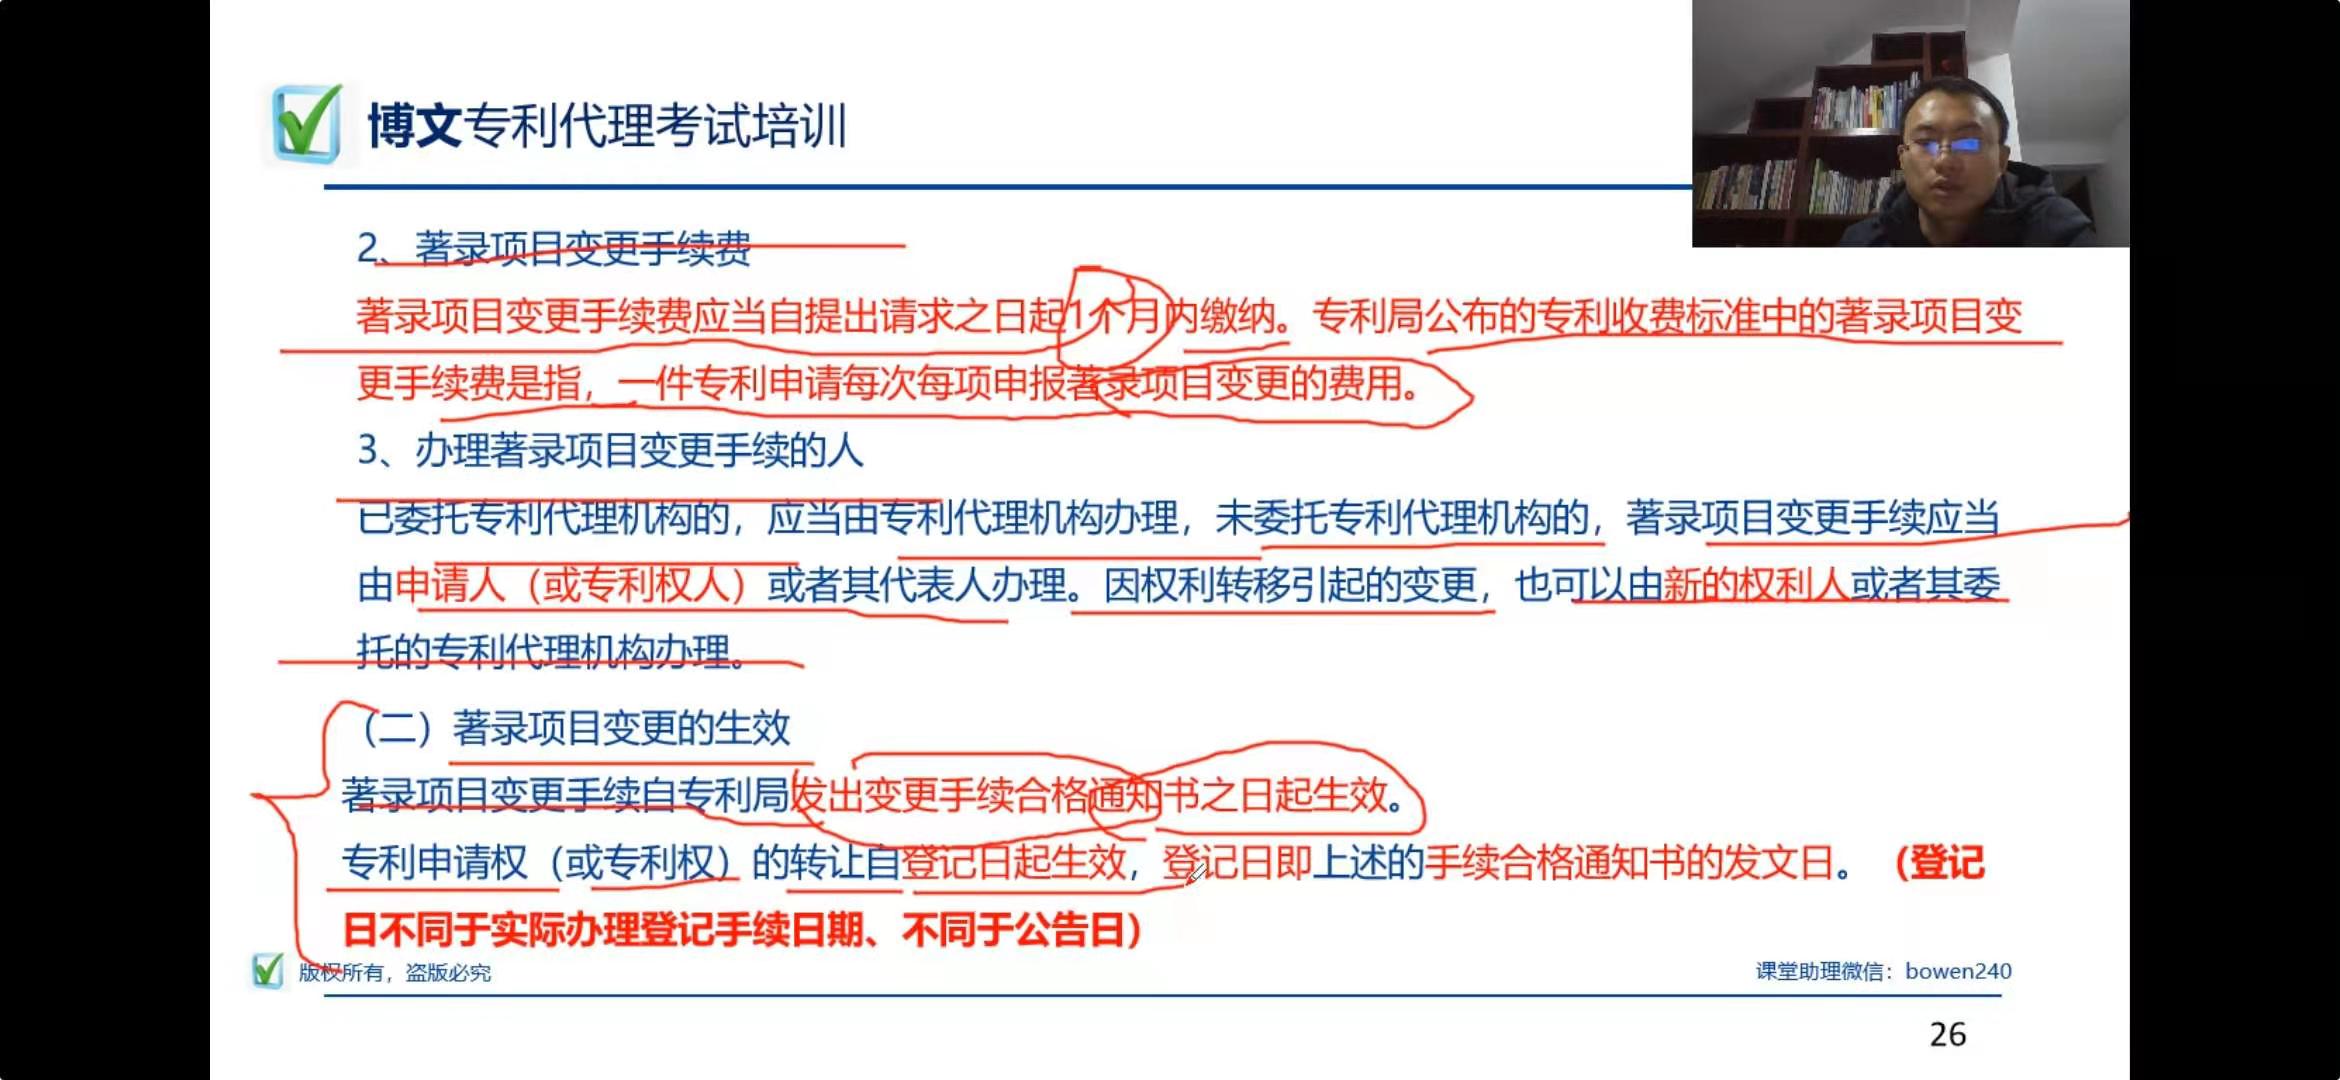 博文专利代理考试培训
2、著录项目变更手续费
著录项目变更手续费应当自提出请求之日起1个月内缴纳。专利局公布的专利收费标准中的著录项目变
更手续费是指，一件专利申请每次每项申报著录项目变更的费用。
3、办理著录项目变更手续的人
已委托专利代理机构的，应当由专利代理机构办理，未委托专利代理机构的，著录项目变更手续应当
由申请人（或专利权人）或者其代表人办理。因权利转移引起的变更，也可以由新的权利人或者其委
托的专利代理机构办理。
（二）著录项目变更的生效
著录项目变更手续自专利局发出变更手续合格通知书之日起生效。
专利申请权（或专利权）的转让自登记日起生效，登记日即上述的手续合格通知书的发文日。（登记
日不同于实际办理登记手续日期、不同于公告日）
版权所有，盗版必究
课堂助理微信：bowen240
26